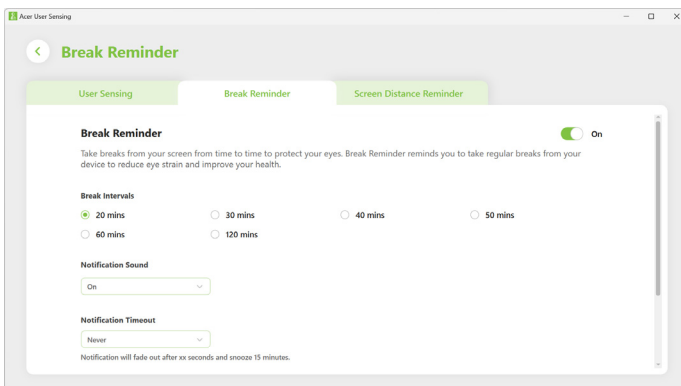 Acer User Sensing
Break Reminder
User Sensing
Break Reminder
Screen Distance Reminder
Break Reminder
On
Take breaks from your screen from time to time to protect your eyes. Break Reminder reminds you to take regular breaks from your
device to reduce eye strain and improve your health.
Break Intervals
20 mins
30 mins
40 mins
50 mins
60 mins
120 mins
Notification Sound
On
Notification Timeout
Never
Notification will fade out after xx seconds and snooze 15 minutes.